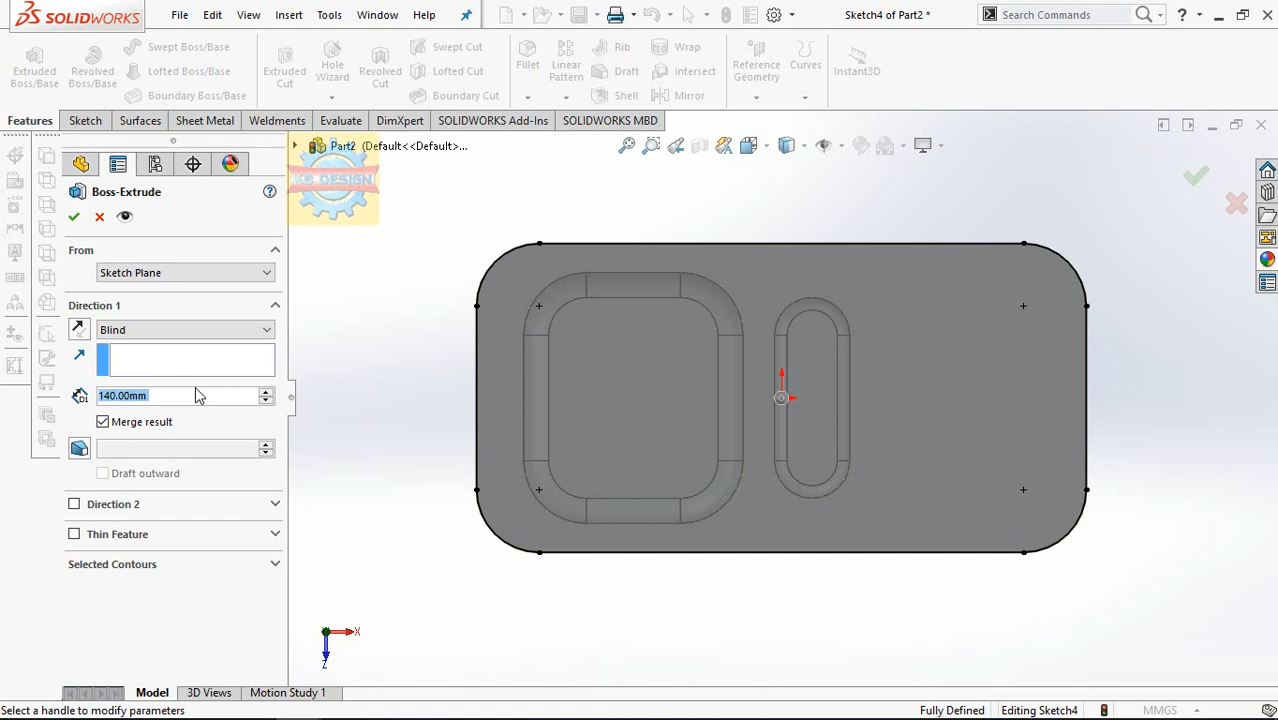 SOLIDWORKS
File
Edit
View
Insert
Tools
Window
Help
Sketch4 of Part2 *
Search Commands
?
Extruded
Boss/Base
Revolved
Boss/Base
Swept Boss/Base
Lofted Boss/Base
Boundary Boss/Base
Extruded
Cut
Hole
Wizard
Revolved
Cut
Swept Cut
Lofted Cut
Boundary Cut
Fillet
Linear
Pattern
Rib
Draft
Shell
Wrap
Intersect
Mirror
Reference
Geometry
Curves
Instant3D
Features
Sketch
Surfaces
Sheet Metal
Weldments
Evaluate
DimXpert
SOLIDWORKS Add-Ins
SOLIDWORKS MBD
Part2 (Default<<Default>...
KS DESIGN
Boss-Extrude
From
Sketch Plane
Direction 1
Blind
140.00mm
Merge result
Draft outward
Direction 2
Thin Feature
Selected Contours
X
Z
Model
3D Views
Motion Study 1
Select a handle to modify parameters
Fully Defined
Editing Sketch4
MMGS